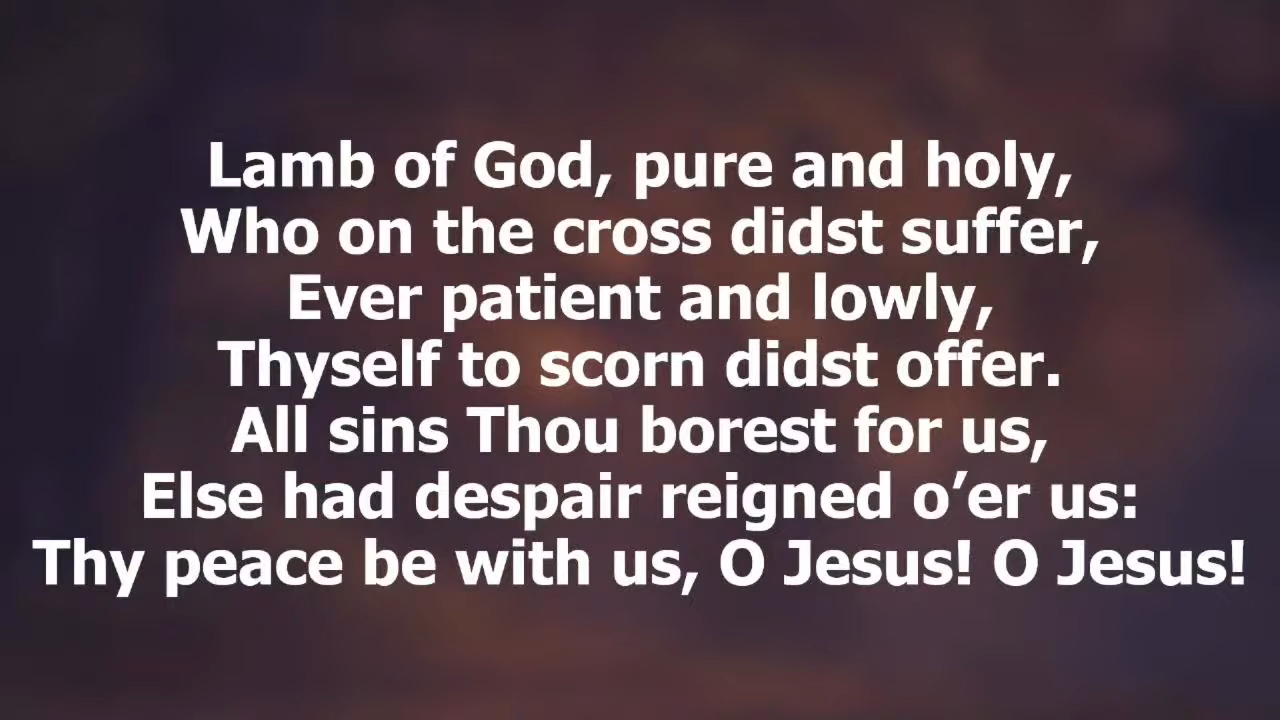 Lamb of God, pure and holy,
Who on the cross didst suffer,
Ever patient and lowly,
Thyself to scorn didst offer.
All sins Thou borest for us,
Else had despair reigned o’er us:
Thy peace be with us, O Jesus! O Jesus!